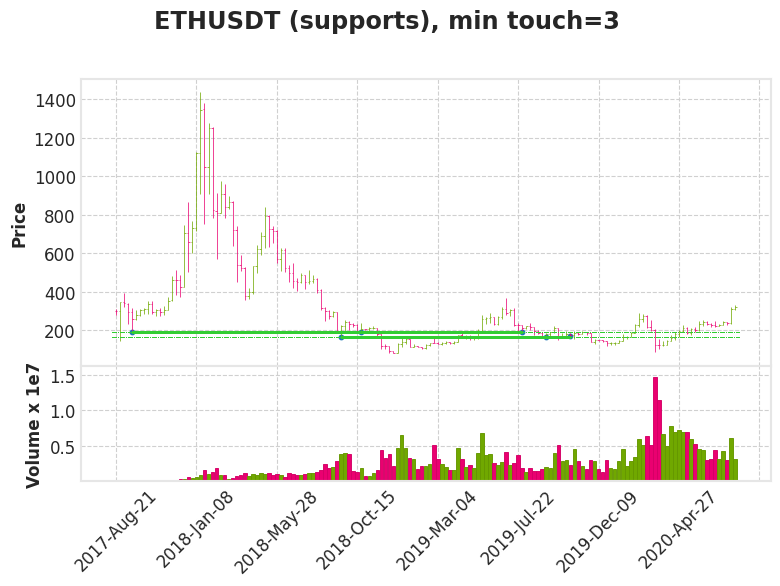 ETHUSDT (supports), min touch=3
1400
1200
1000
800
600
400
200
Price
1.5
1.0
0.5
Volume x 1e7
2017-Aug-21
2018-Jan-08
2018-May-28
2018-Oct-15
2019-Mar-04
2019-Jul-22
2019-Dec-09
2020-Apr-27